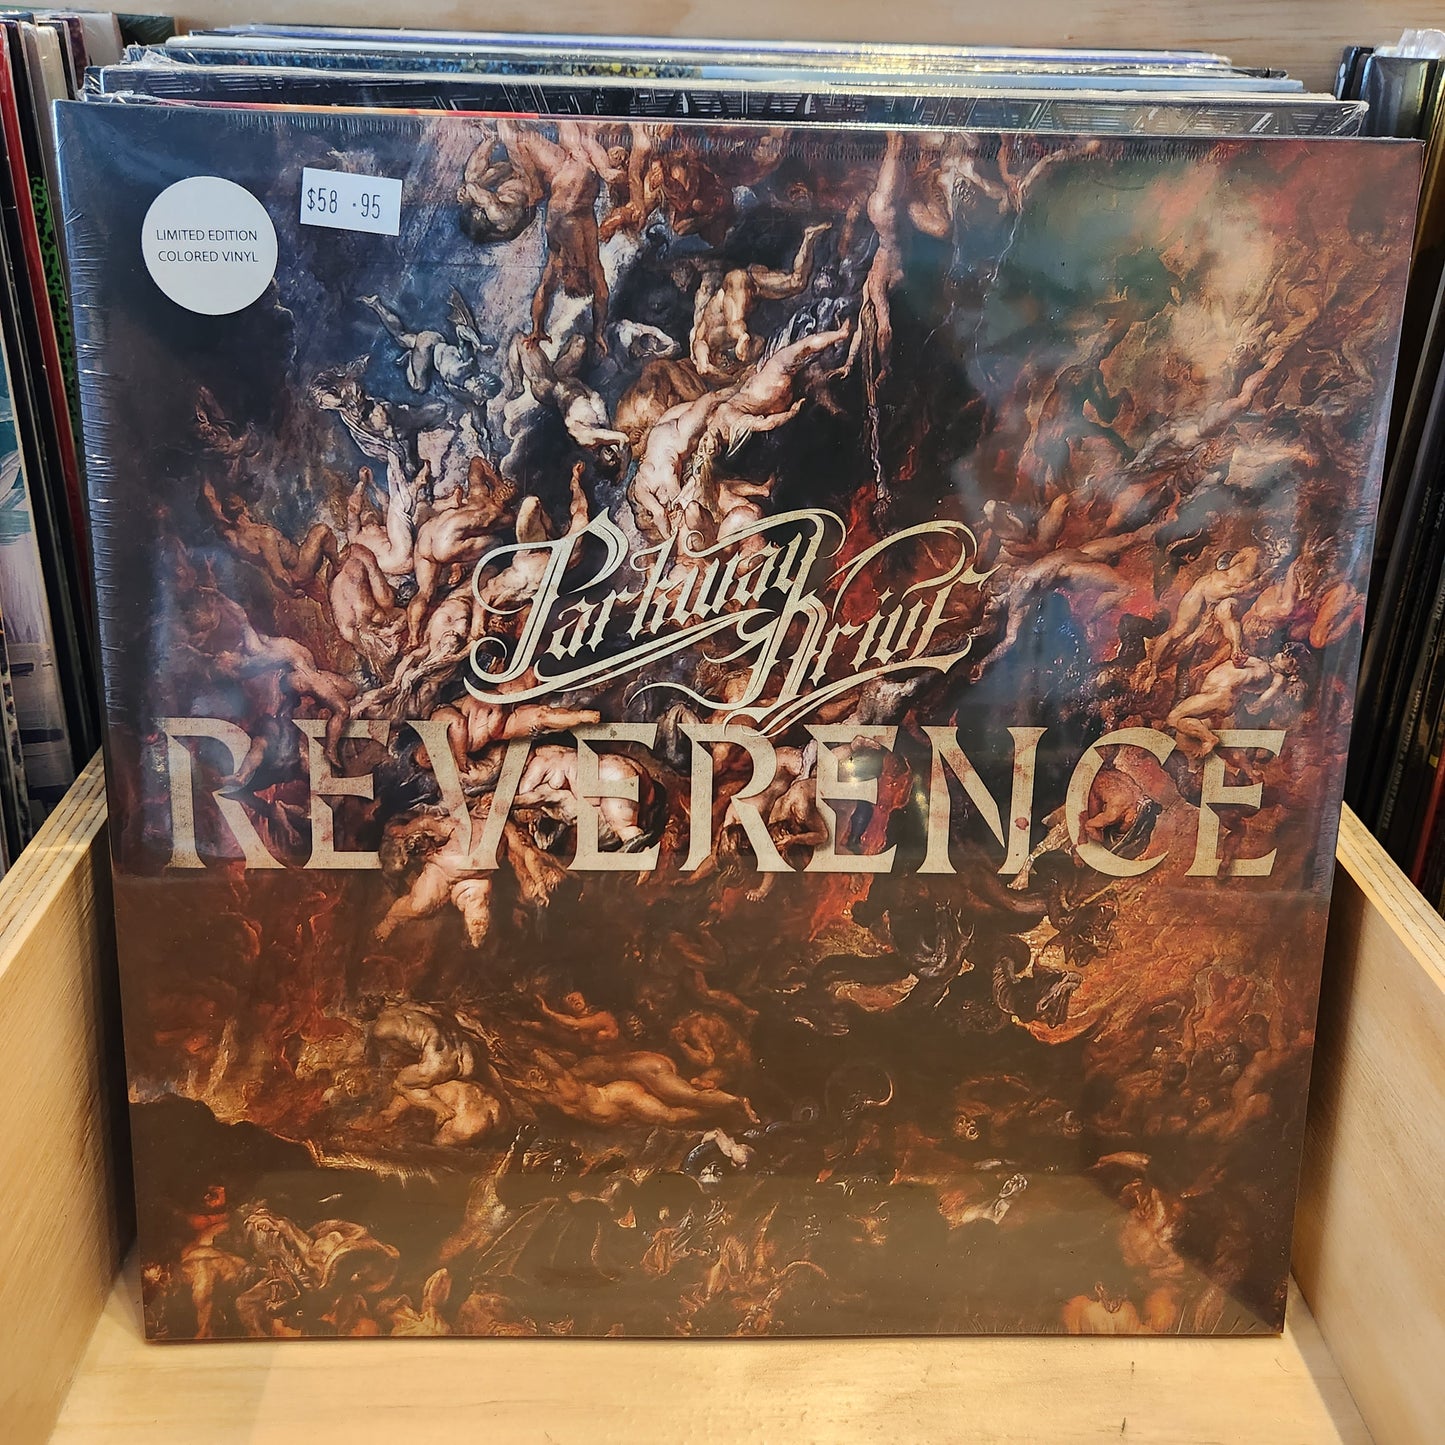 LIMITED EDITION
COLORED VINYL
$58 .95
Parkway
Drive
REVERENCE